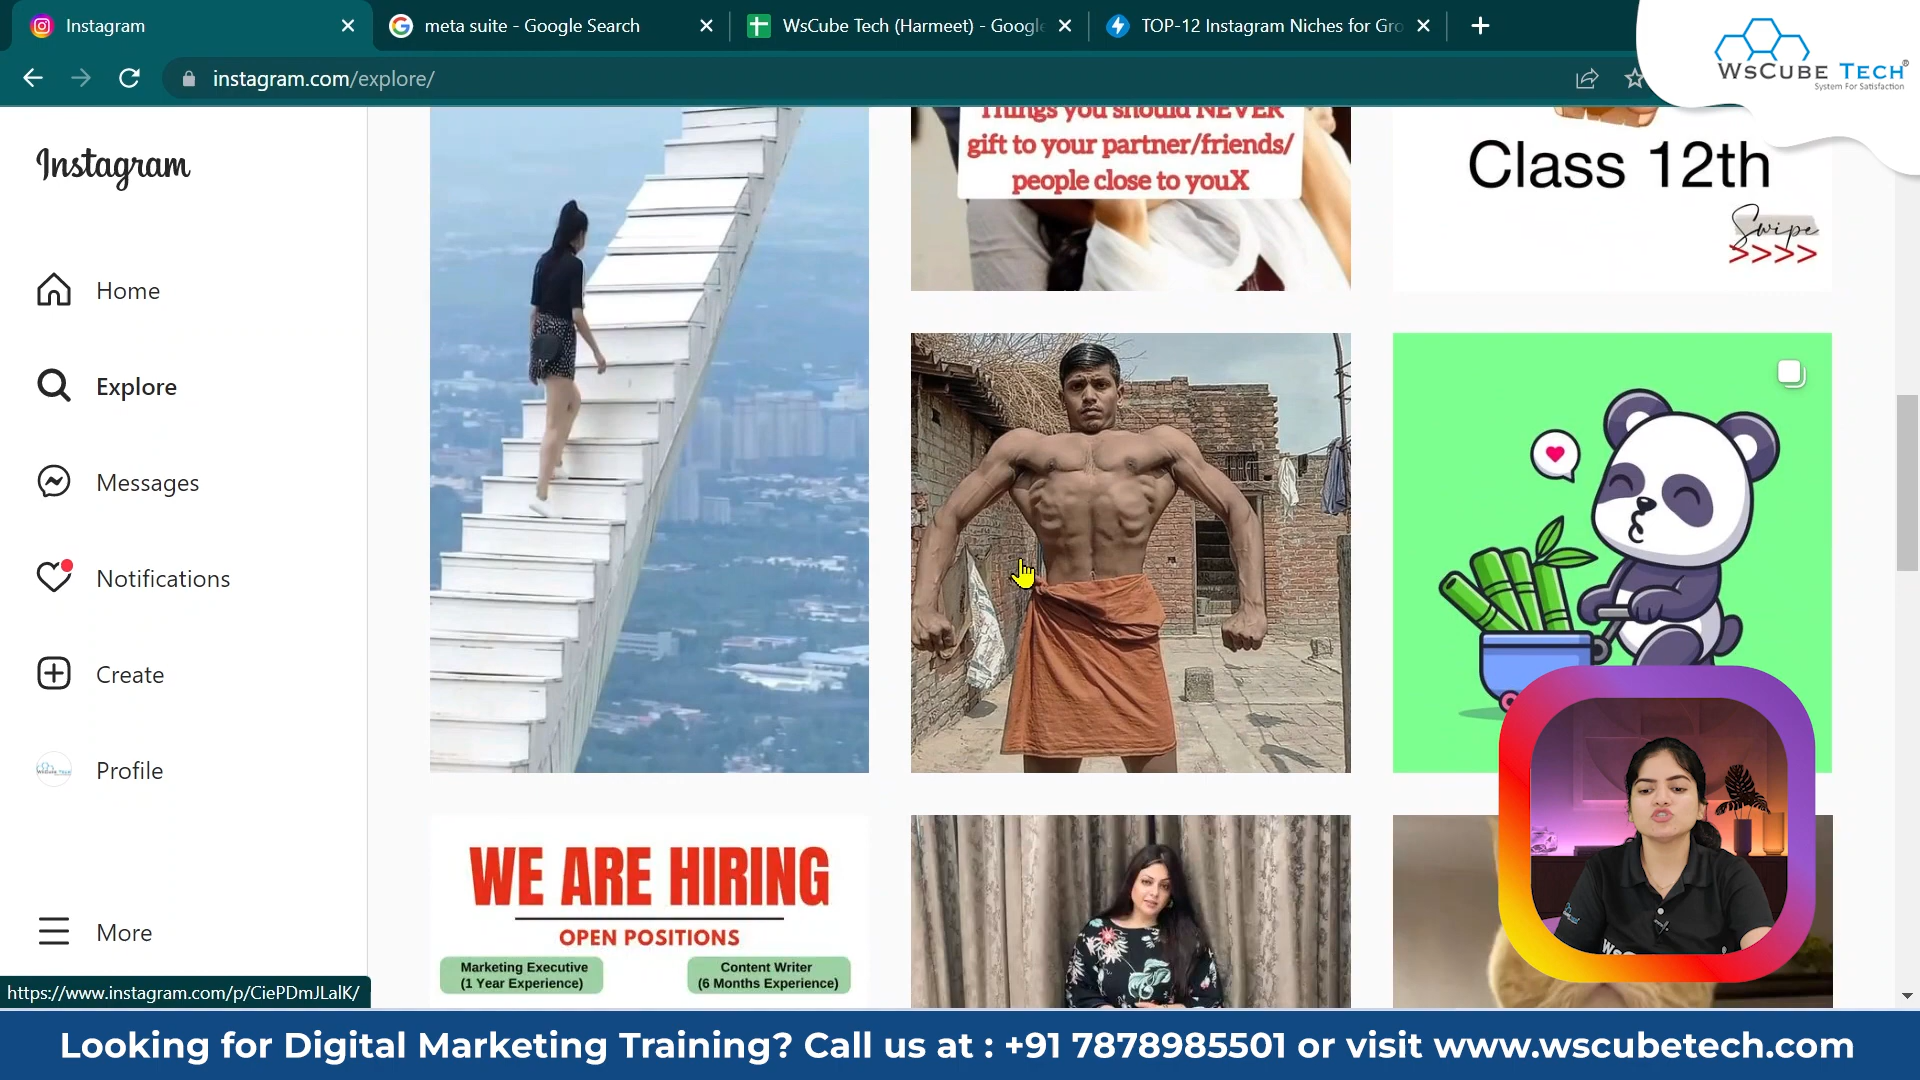 Instagram
meta suite - Google Search
WsCube Tech (Harmeet) - Google
TOP-12 Instagram Niches for Gro
instagram.com/explore/
WsCube Tech®
System For Satisfaction
Instagram
Home
Explore
Messages
Notifications
Create
Profile
More
https://www.instagram.com/p/CiePDmJLalK/
Things you should NEVER
gift to your partner/friends/
people close to youX
Class 12th
Swipe
>>>>
WE ARE HIRING
OPEN POSITIONS
Marketing Executive
(1 Year Experience)
Content Writer
(6 Months Experience)
Looking for Digital Marketing Training? Call us at : +91 7878985501 or visit www.wscubetech.com